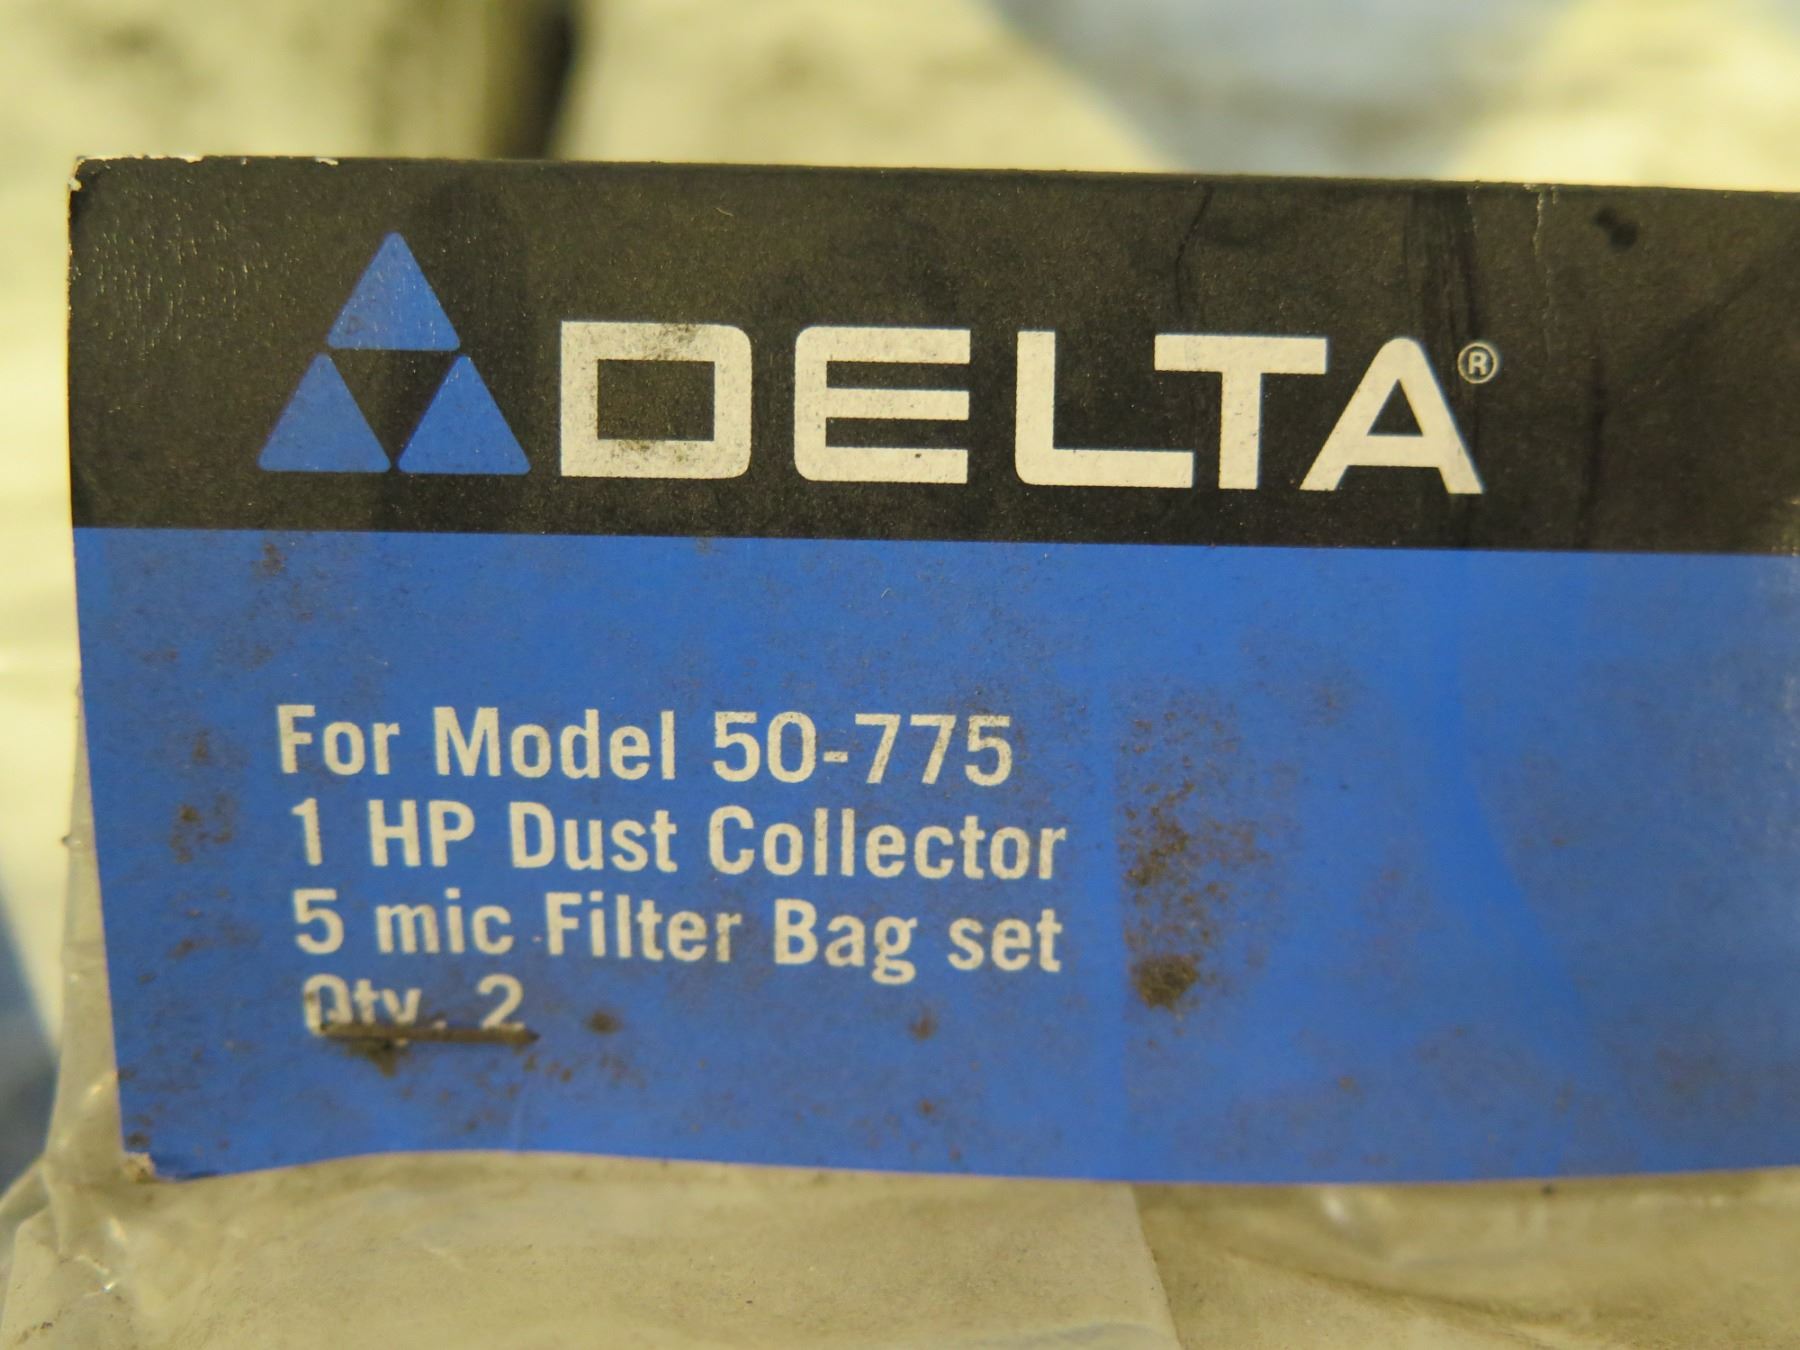 DELTA®
For Model 50-775
1 HP Dust Collector
5 mic Filter Bag set
Qty. 2